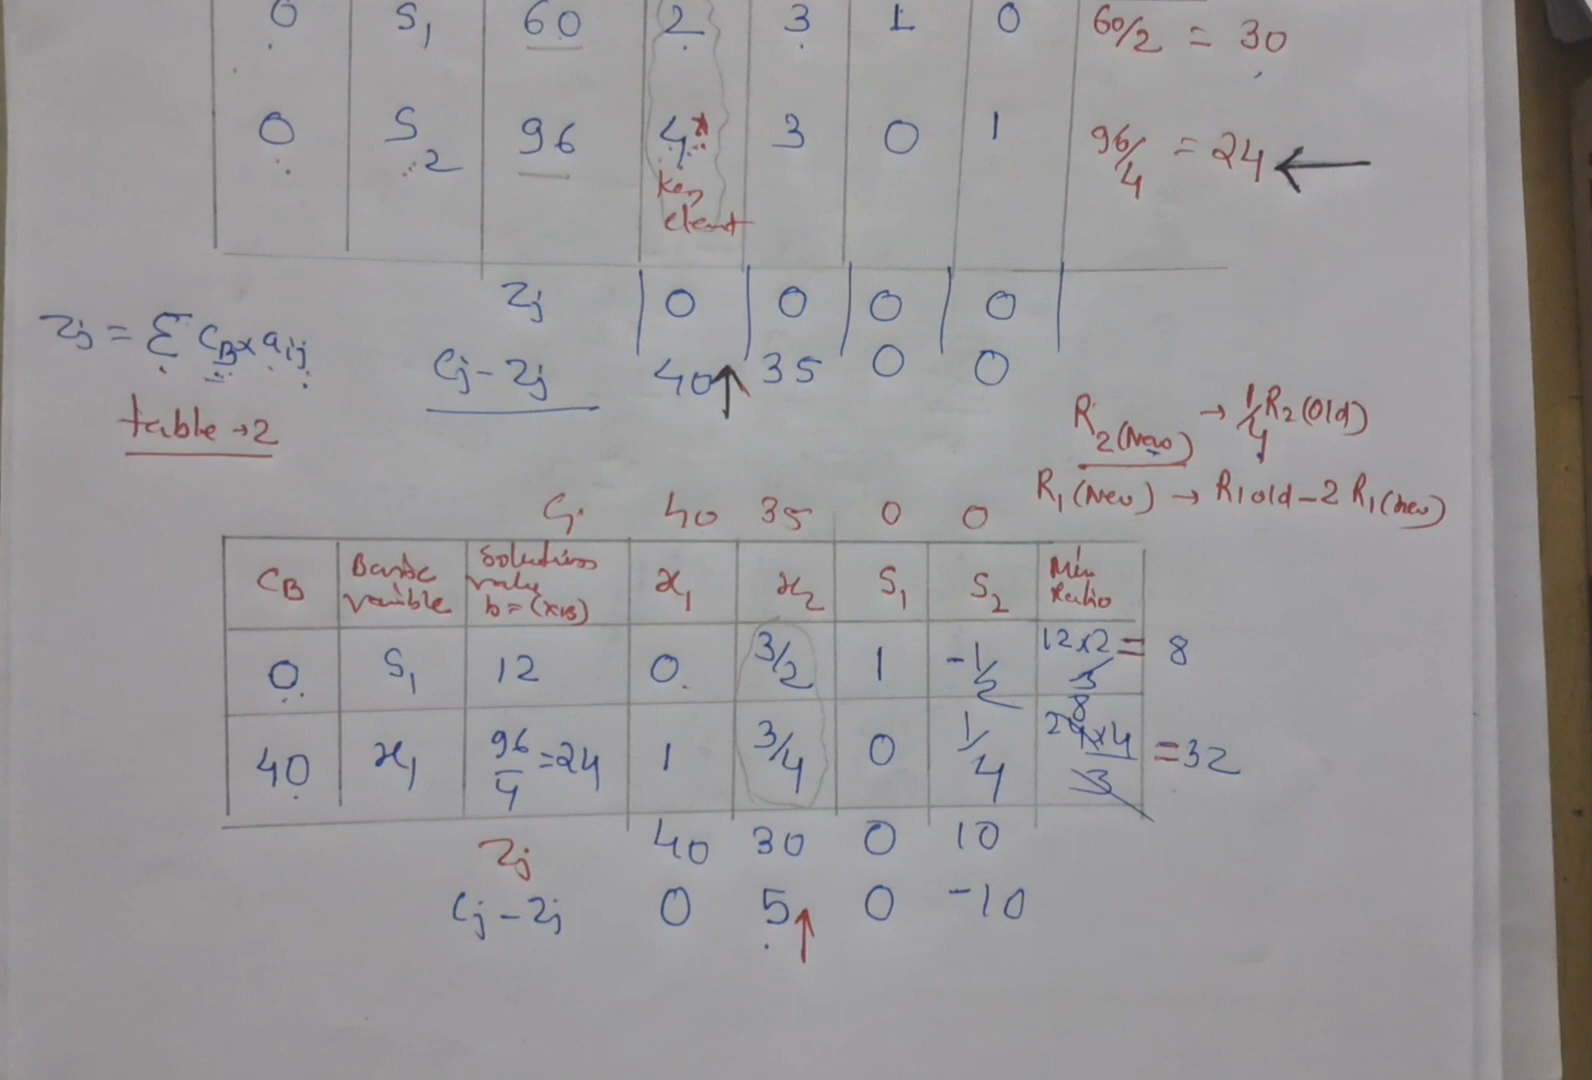 0 S1 60 2 3 1 0 60/2 = 30
0 S2 96 4* 3 0 1 96/4 = 24 ←
key
elent
Zj 0 0 0 0
Zj = Σ CB x aij
Cj - Zj 40 ↑ 35 0 0
table → 2
R2(New) → 1/4 R2(Old)
R1(New) → R1 old - 2 R1(new)
Cj 40 35 0 0
CB Basic variable Solution value b = (XB) x1 x2 S1 S2 Min Ratio
0 S1 12 0 3/2 1 -1/2 12x2/3 = 8
40 x1 96/4 = 24 1 3/4 0 1/4 24x4/3 8 = 32
Zj 40 30 0 10
Cj - Zj 0 5 ↑ 0 -10